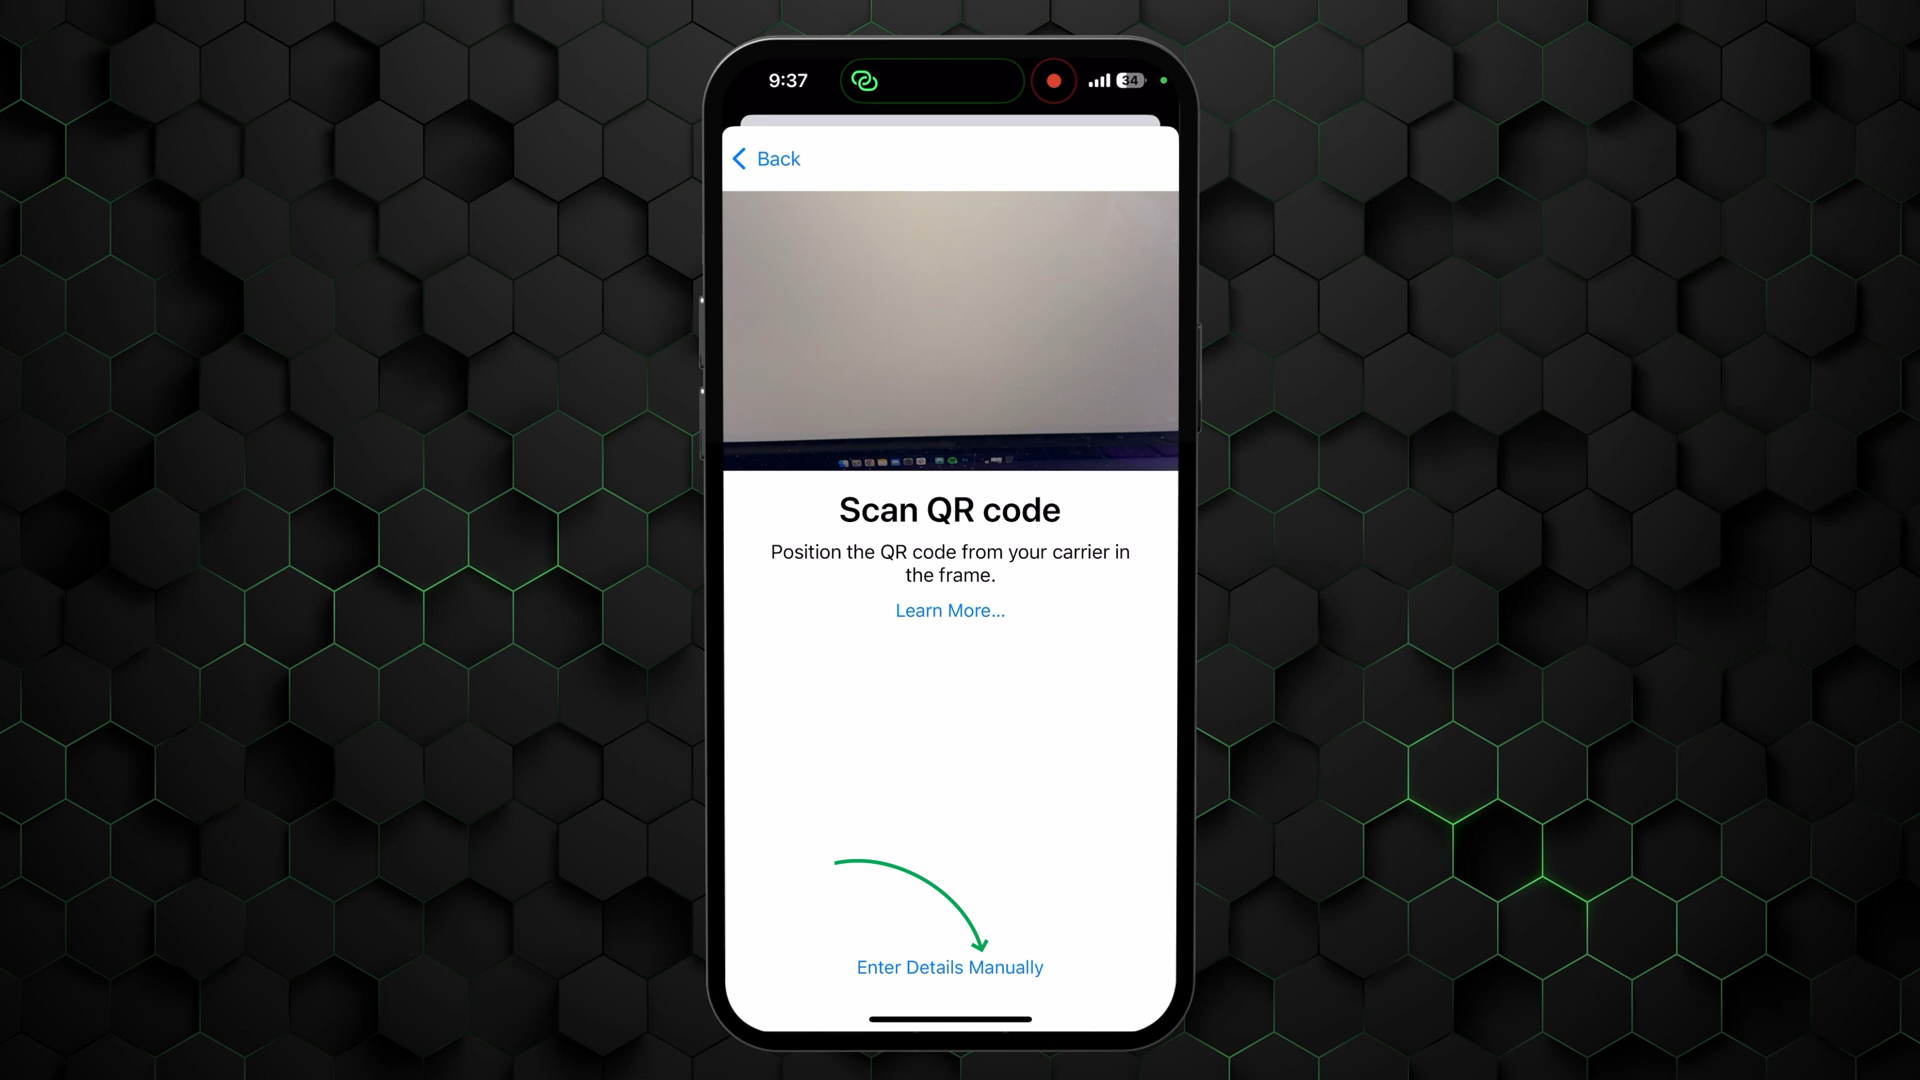 9:37
34
Back
Scan QR code
Position the QR code from your carrier in
the frame.
Learn More...
Enter Details Manually